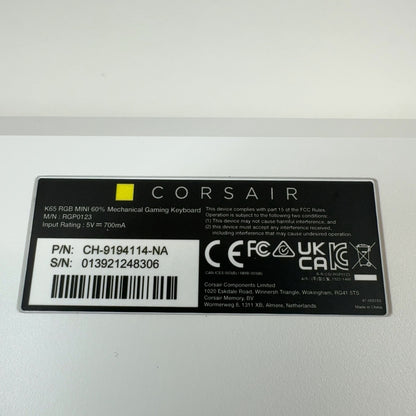 CORSAIR
K65 RGB MINI 60% Mechanical Gaming Keyboard
M/N : RGP0123
Input Rating : 5V 700mA
P/N: CH-9194114-NA
S/N: 013921248306
This device complies with part 15 of the FCC Rules.
Operation is subject to the following two conditions:
(1) This device may not cause harmful interference, and
(2) this device must accept any interference received,
including interference that may cause undesired
operation.
CE FC UK CA
Corsair Components Limited
1020 Eskdale Road, Winnersh Triangle, Wokingham, RG41 5TS
Corsair Memory, BV.
Wormerweg 8, 1311 XB, Almere, Netherlands
Made in China